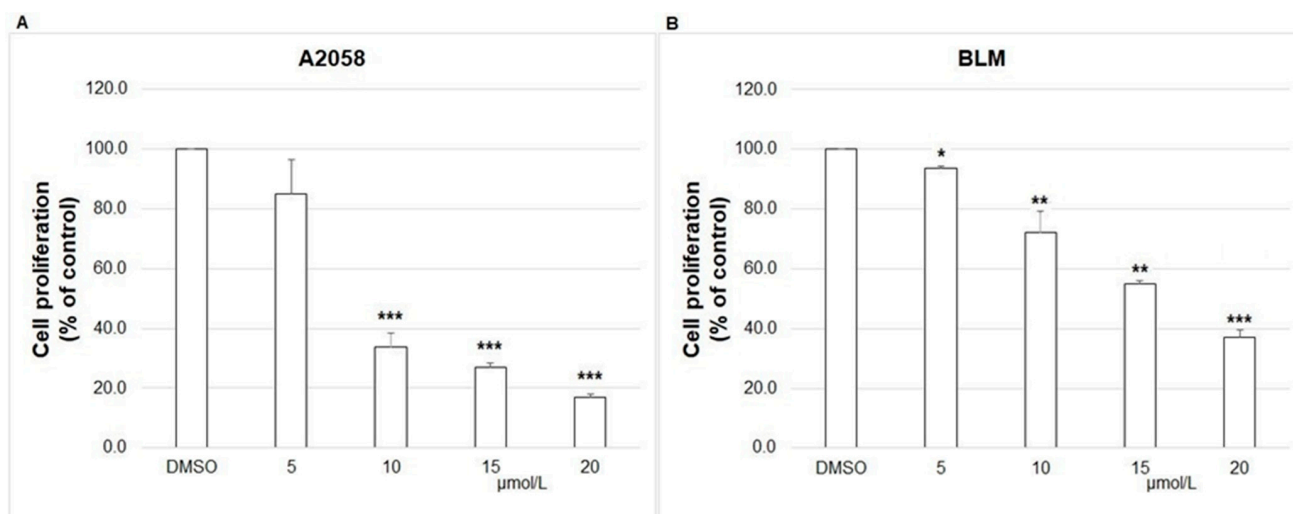 A
A2058
120.0
100.0
80.0
60.0
40.0
20.0
0.0
Cell proliferation
(% of control)
***
***
***
DMSO 5 10 15 20
µmol/L
B
BLM
120.0
100.0
80.0
60.0
40.0
20.0
0.0
Cell proliferation
(% of control)
*
**
**
***
DMSO 5 10 15 20
µmol/L